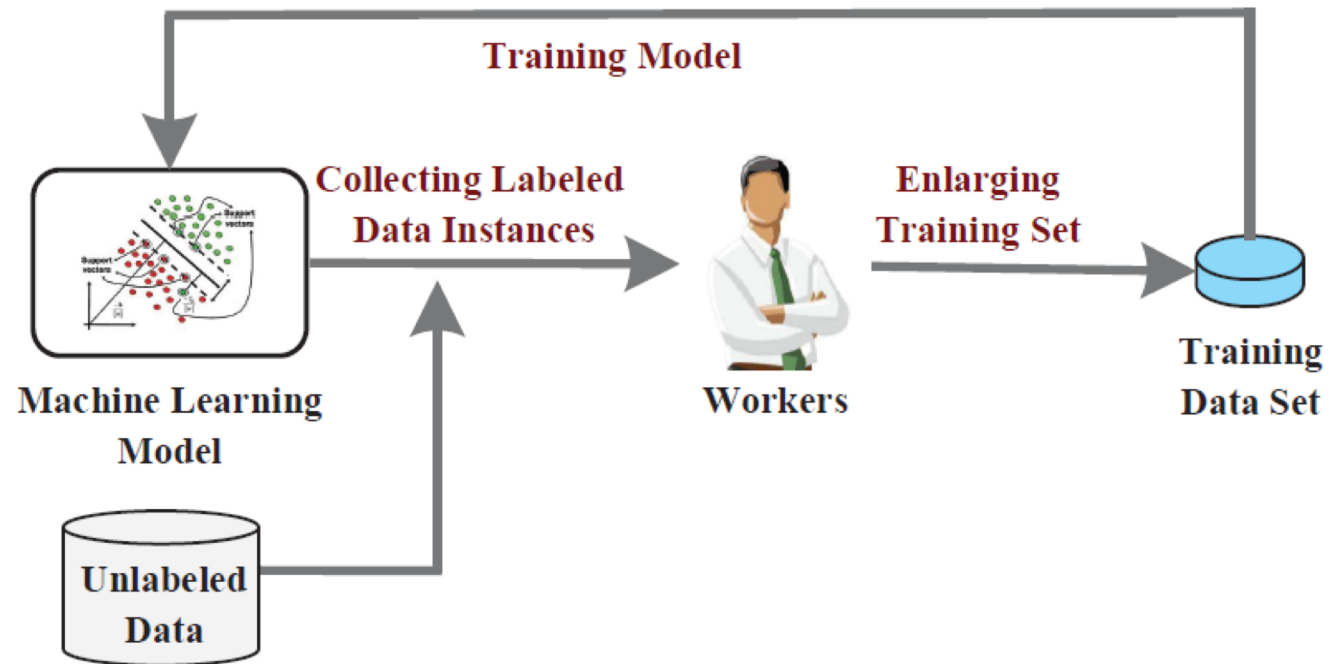 Training Model
Collecting Labeled
Data Instances
Enlarging
Training Set
Support
vectors
Support
vectors
Machine Learning
Model
Workers
Training
Data Set
Unlabeled
Data